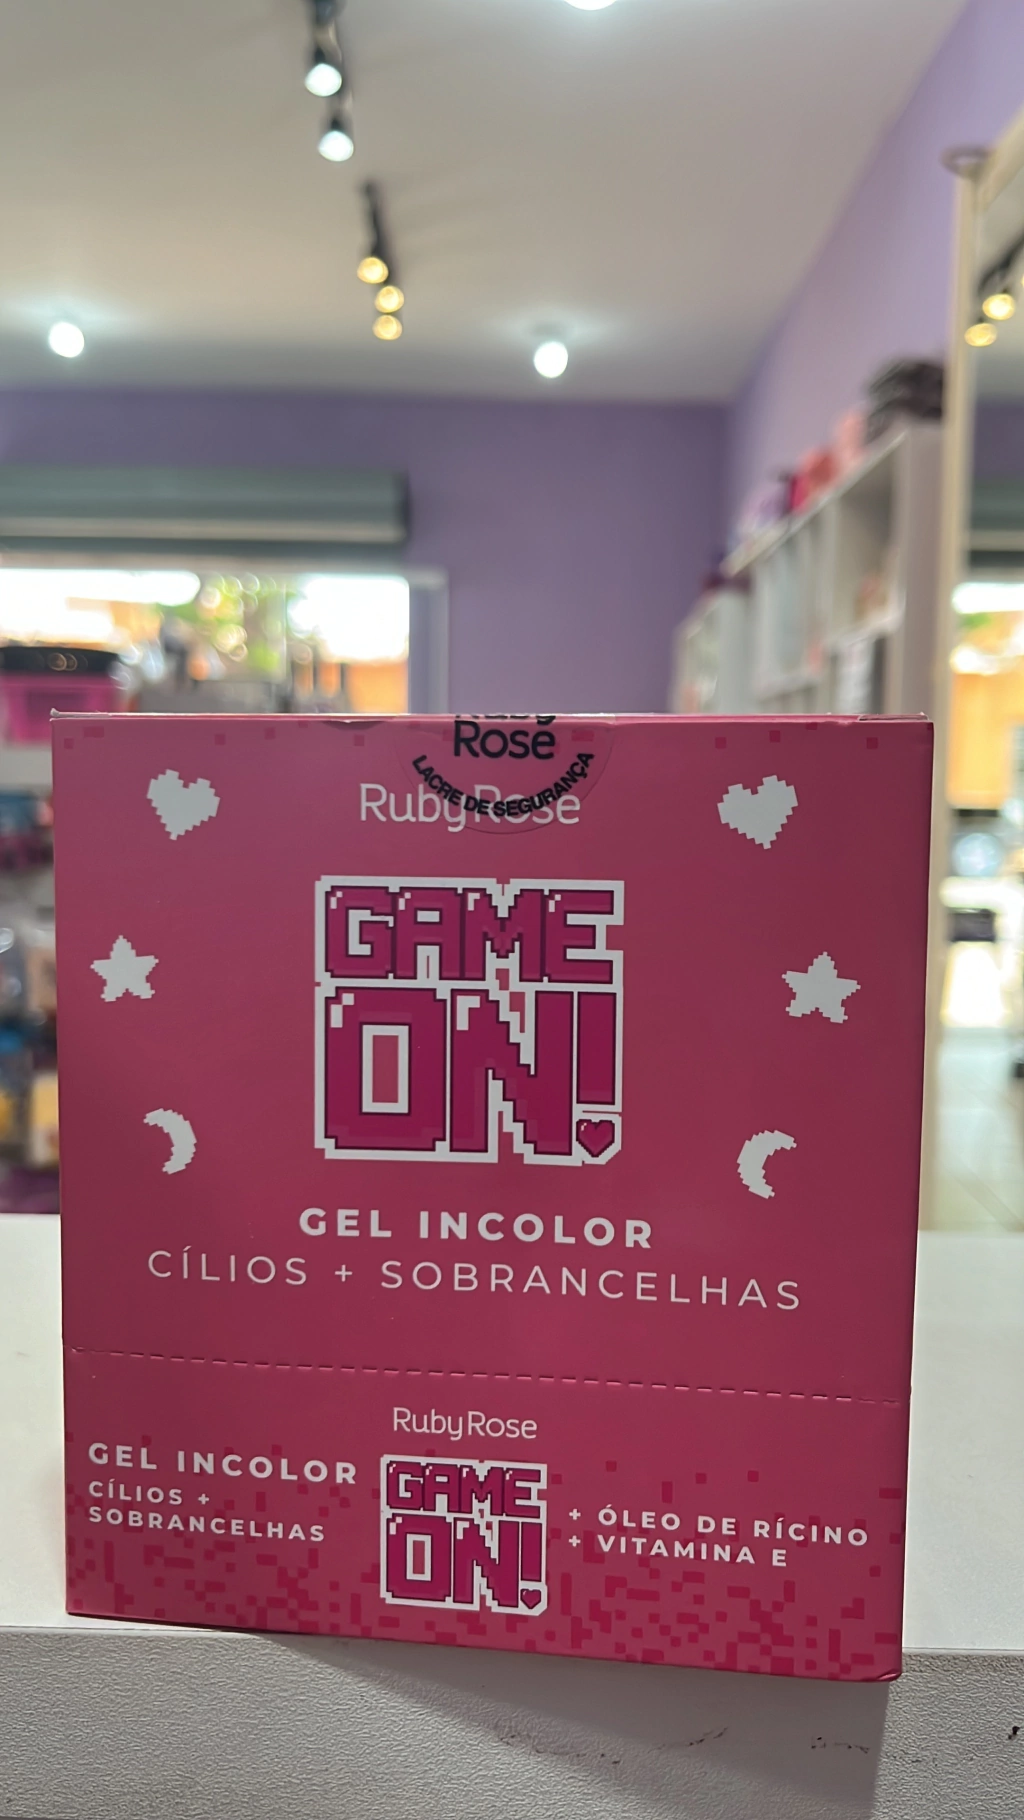 Ruby
Rose
LACRE DE SEGURANÇA
RubyRose
GAME
ON!
GEL INCOLOR
CÍLIOS + SOBRANCELHAS
RubyRose
GEL INCOLOR
CÍLIOS +
SOBRANCELHAS
GAME
ON!
+ ÓLEO DE RÍCINO
+ VITAMINA E